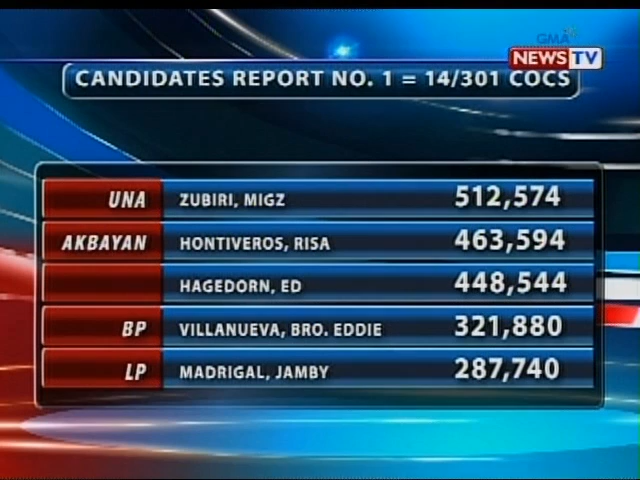 GMA
NEWS TV
CANDIDATES REPORT NO. 1 = 14/301 COCS
UNA ZUBIRI, MIGZ 512,574
AKBAYAN HONTIVEROS, RISA 463,594
HAGEDORN, ED 448,544
BP VILLANUEVA, BRO. EDDIE 321,880
LP MADRIGAL, JAMBY 287,740